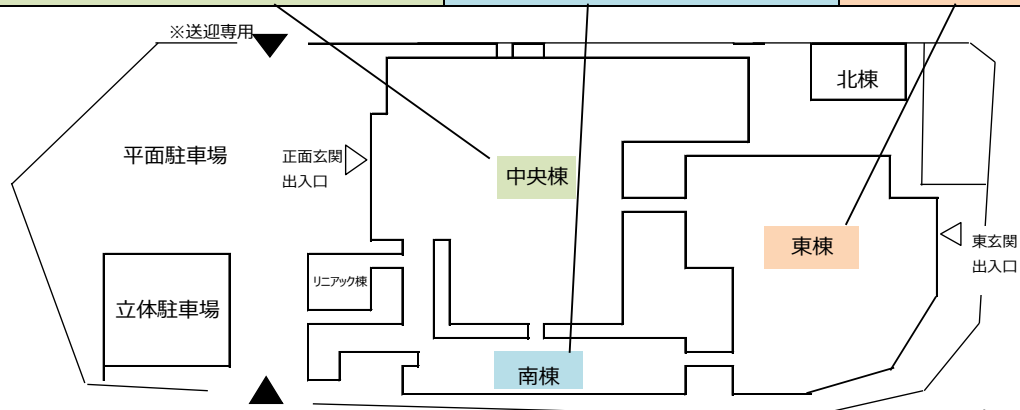 ※送迎専用
北棟
平面駐車場
正面玄関
出入口
中央棟
東棟
東玄関
出入口
リニアック棟
立体駐車場
南棟